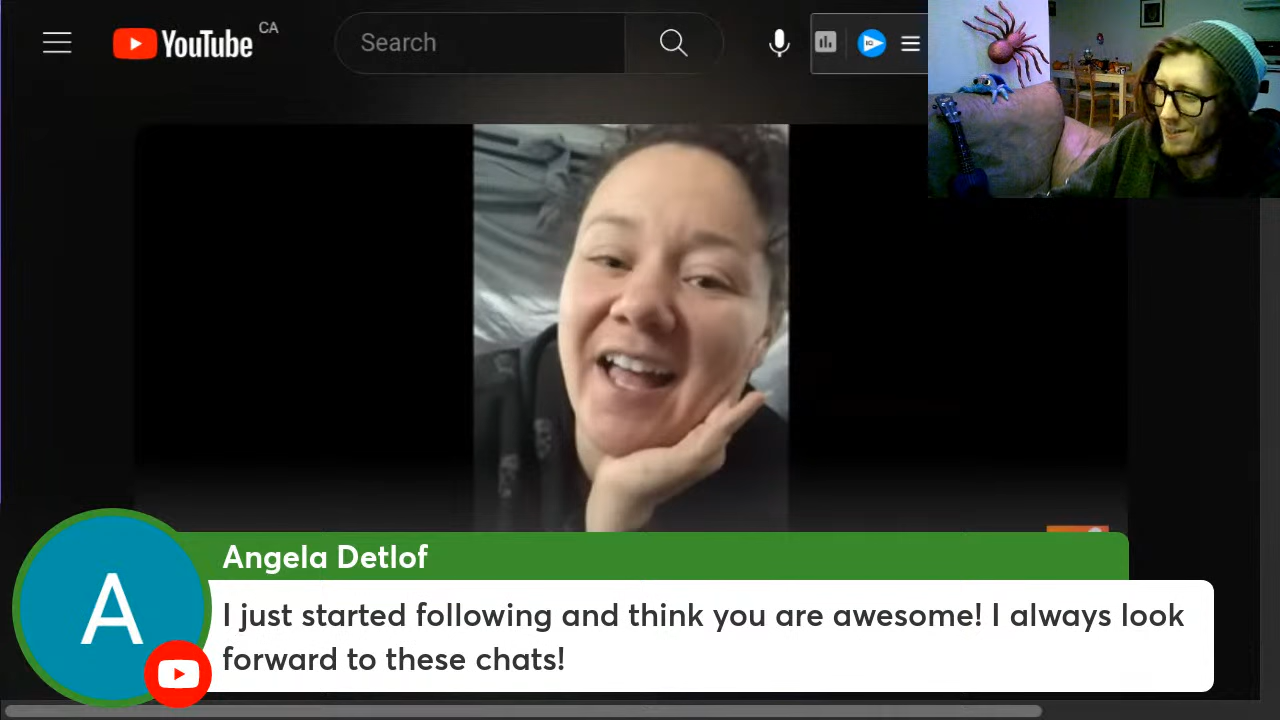 YouTube CA
Search
Angela Detlof
A
I just started following and think you are awesome! I always look
forward to these chats!